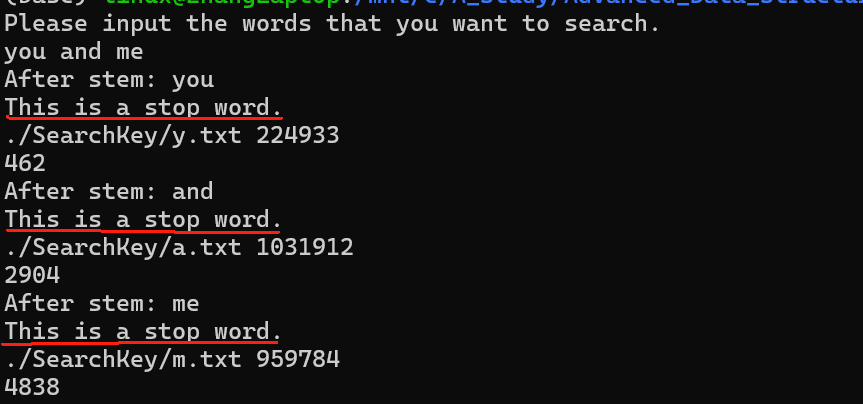 Please input the words that you want to search.
you and me
After stem: you
This is a stop word.
./SearchKey/y.txt 224933
462
After stem: and
This is a stop word.
./SearchKey/a.txt 1031912
2904
After stem: me
This is a stop word.
./SearchKey/m.txt 959784
4838